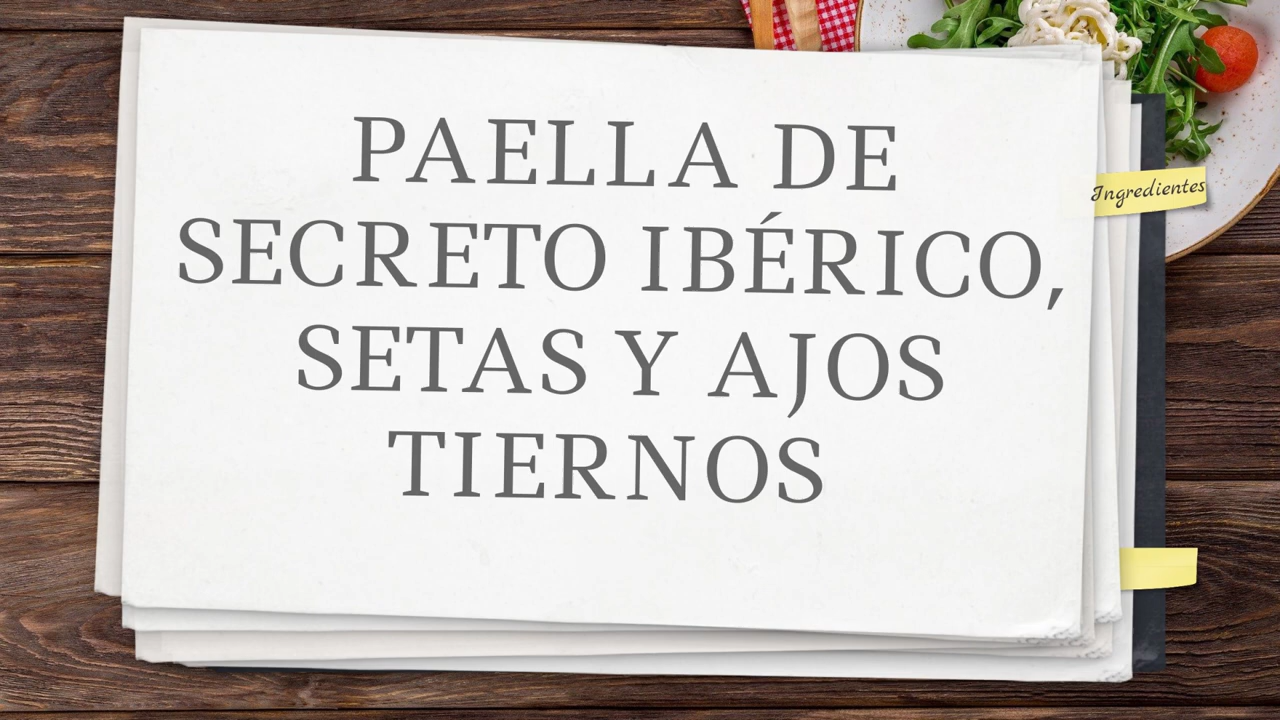 PAELLA DE
SECRETO IBÉRICO,
SETAS Y AJOS
TIERNOS
Ingredientes